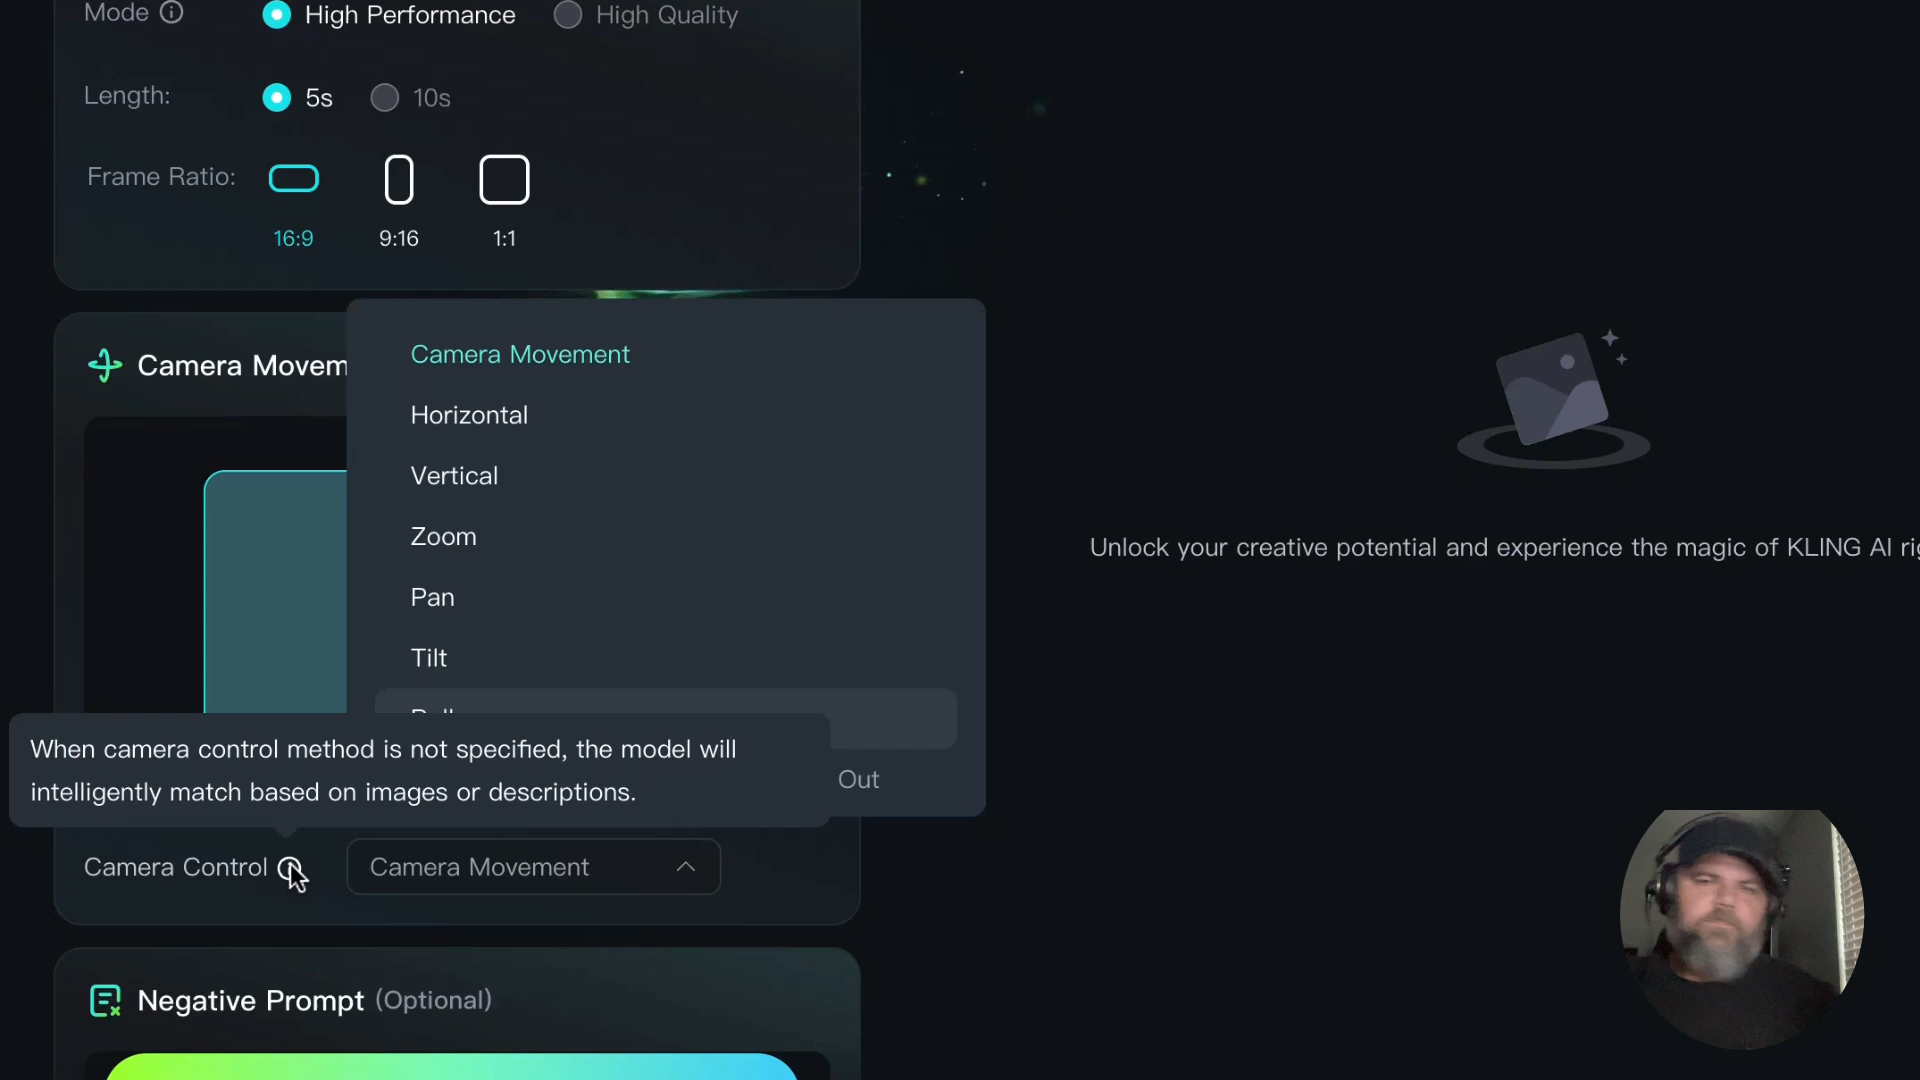 Mode
High Performance
High Quality
Length:
5s
10s
Frame Ratio:
16:9
9:16
1:1
Camera Movem
Camera Movement
Horizontal
Vertical
Zoom
Pan
Tilt
When camera control method is not specified, the model will
intelligently match based on images or descriptions.
Out
Camera Control
Camera Movement
Negative Prompt (Optional)
Unlock your creative potential and experience the magic of KLING AI